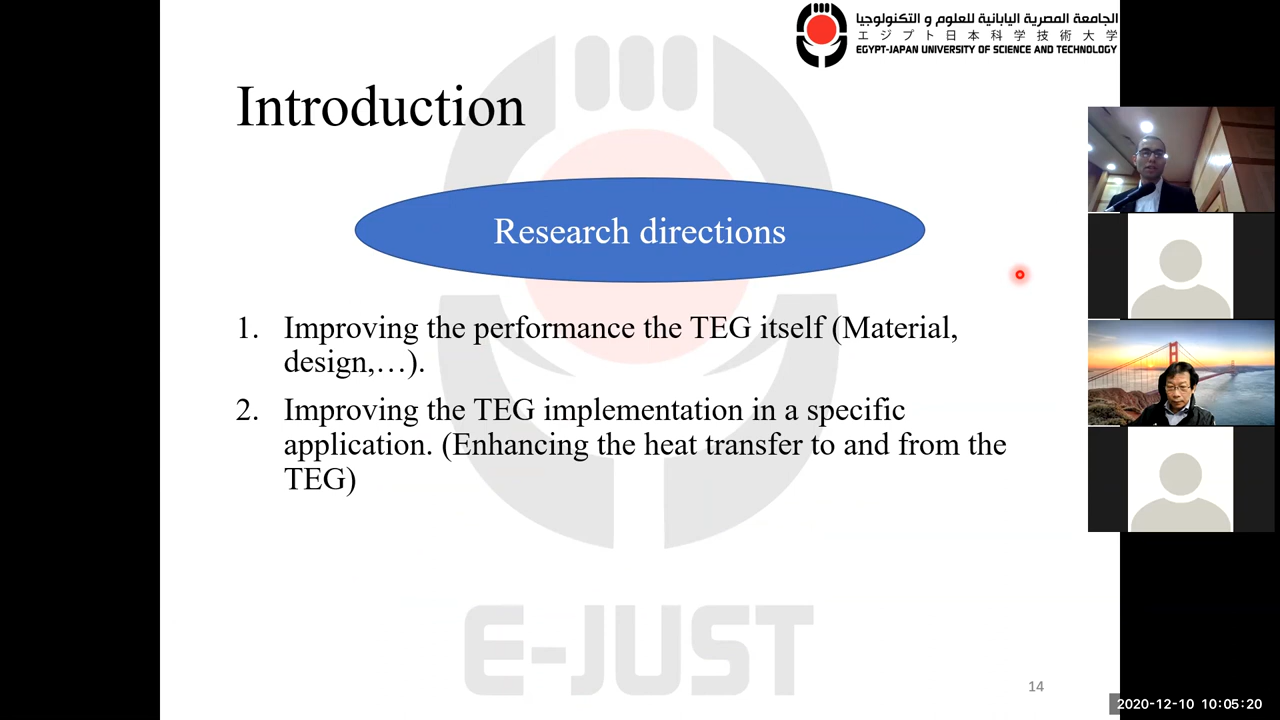 الجامعة المصرية اليابانية للعلوم و التكنولوجيا
エジプト日本科学技術大学
EGYPT-JAPAN UNIVERSITY OF SCIENCE AND TECHNOLOGY
Introduction
Research directions
1. Improving the performance the TEG itself (Material,
design,…).
2. Improving the TEG implementation in a specific
application. (Enhancing the heat transfer to and from the
TEG)
E-JUST
14
2020-12-10 10:05:20